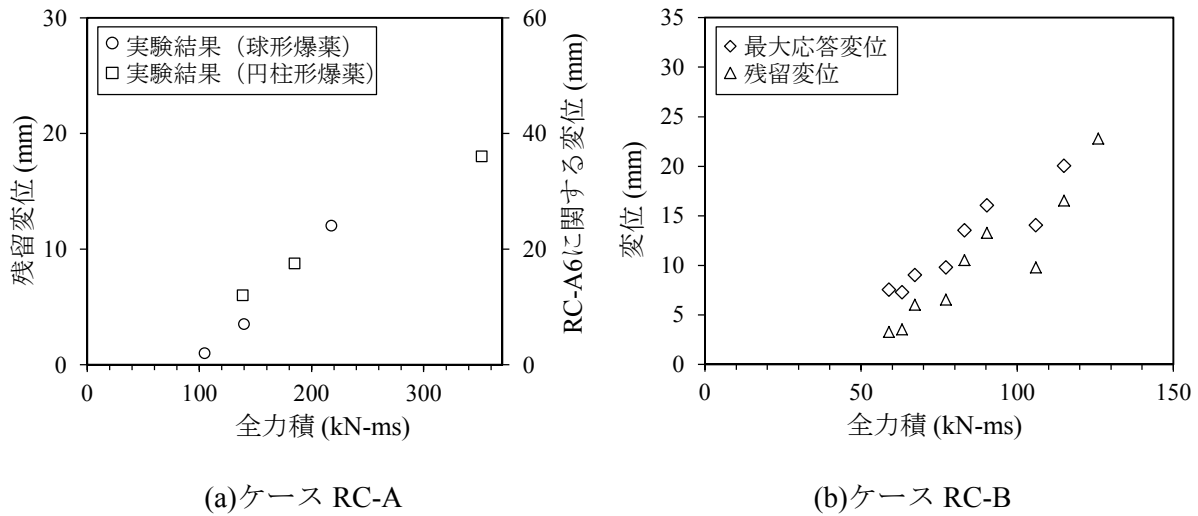 30
20
10
0
残留変位 (mm)
実験結果（球形爆薬）
実験結果（円柱形爆薬）
60
40
20
0
RC-A6に関する変位 (mm)
0 100 200 300
全力積 (kN-ms)
(a)ケース RC-A
35
30
25
20
15
10
5
0
変位 (mm)
最大応答変位
残留変位
0 50 100 150
全力積 (kN-ms)
(b)ケース RC-B